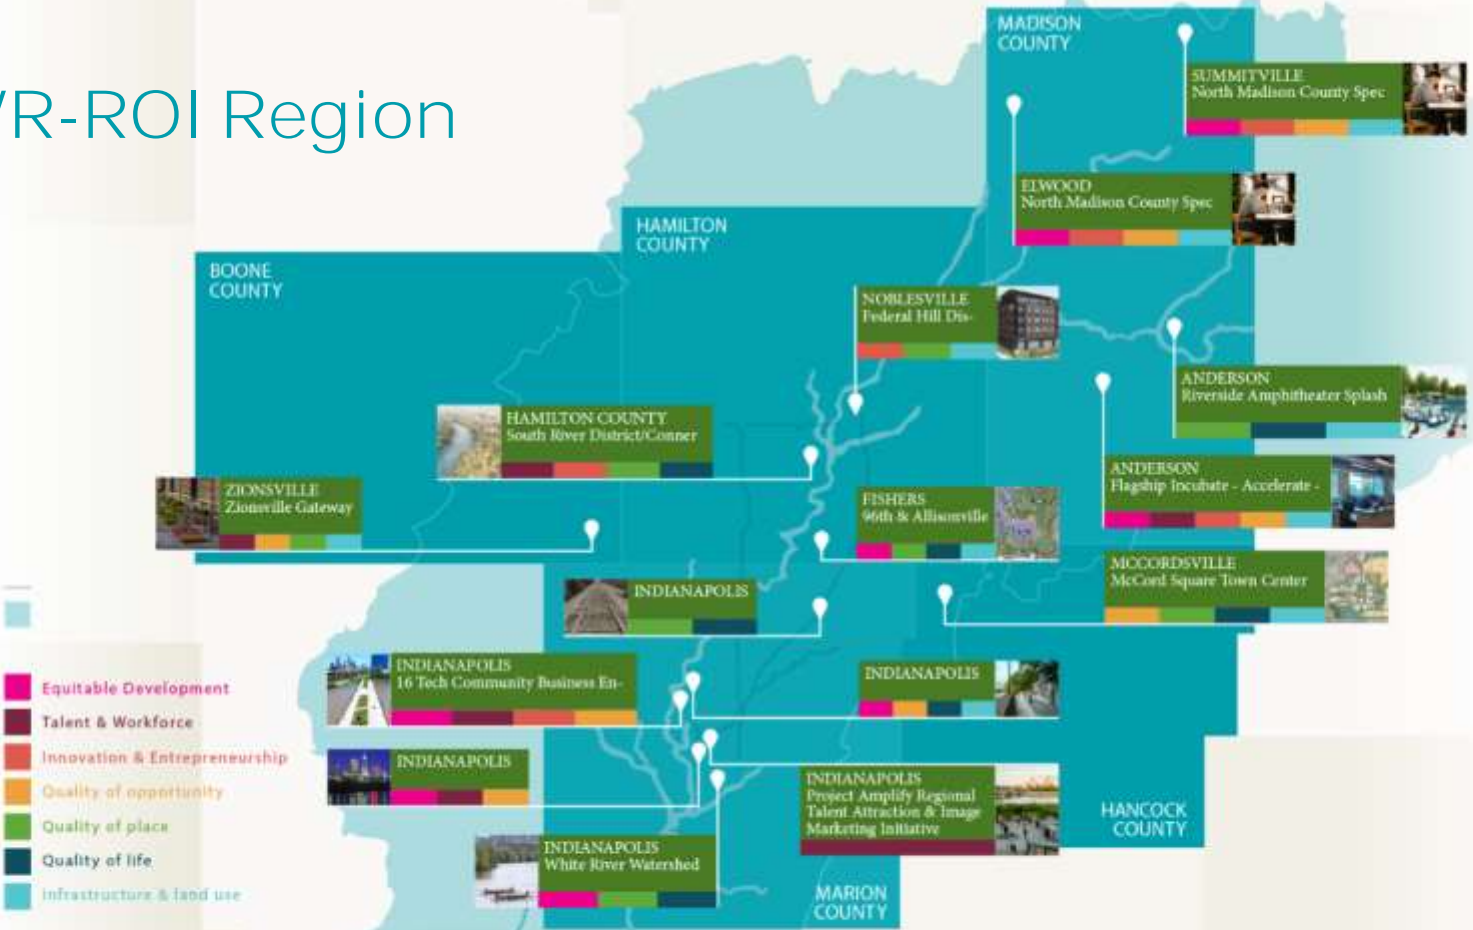 R-ROI Region
MADISON
COUNTY
SUMMITVILLE
North Madison County Spec
ELWOOD
North Madison County Spec
HAMILTON
COUNTY
BOONE
COUNTY
NOBLESVILLE
Federal Hill Dis-
ANDERSON
Riverside Amphitheater Splash
HAMILTON COUNTY
South River District/Conner
ANDERSON
Flagship Incubate - Accelerate -
ZIONSVILLE
Zionsville Gateway
FISHERS
96th & Allisonville
MCCORDSVILLE
McCord Square Town Center
INDIANAPOLIS
INDIANAPOLIS
16 Tech Community Business En-
INDIANAPOLIS
Equitable Development
Talent & Workforce
Innovation & Entrepreneurship
Quality of opportunity
Quality of place
Quality of life
Infrastructure & land use
INDIANAPOLIS
INDIANAPOLIS
Project Amplify Regional
Talent Attraction & Image
Marketing Initiative
HANCOCK
COUNTY
INDIANAPOLIS
White River Watershed
MARION
COUNTY